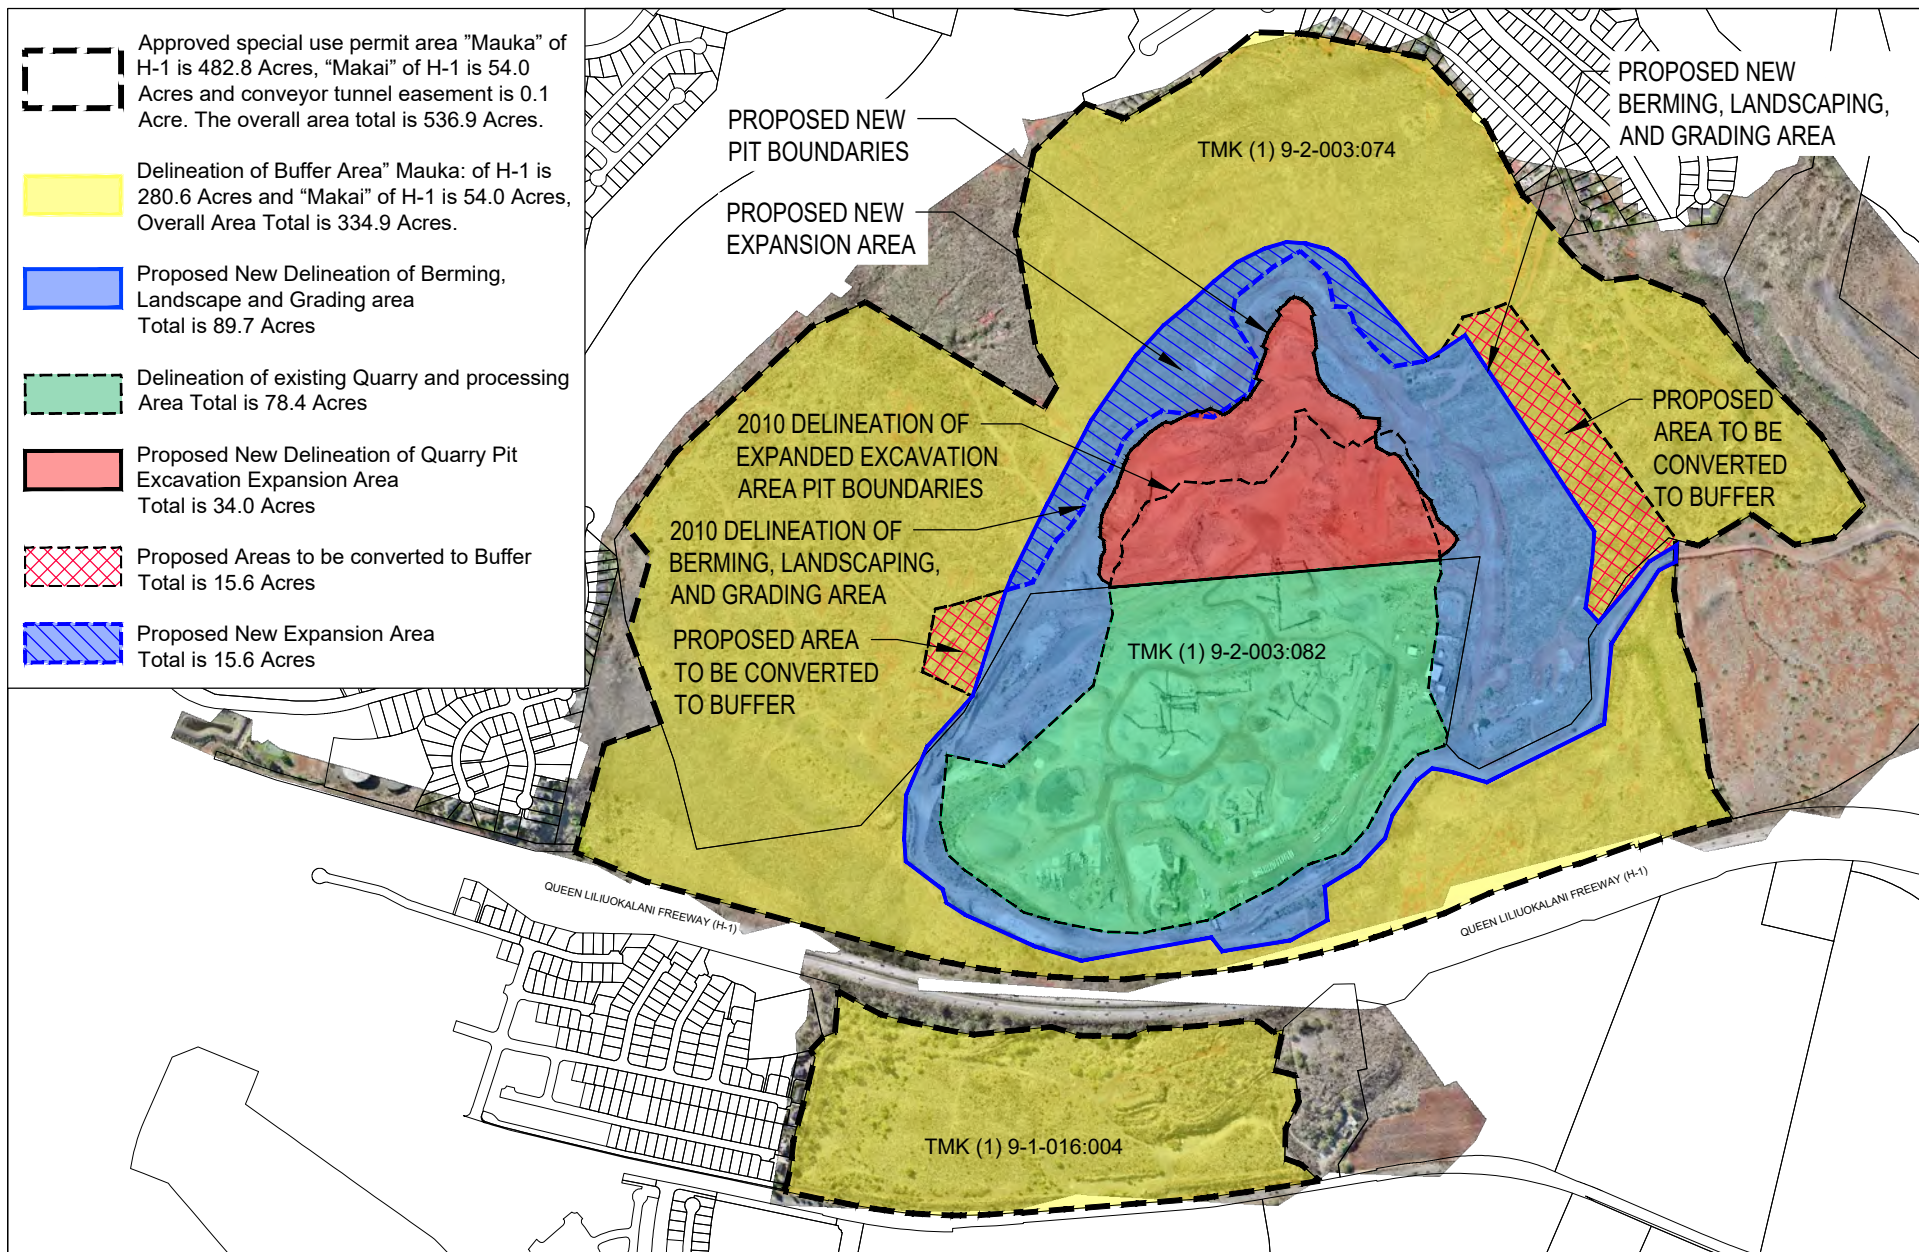 Approved special use permit area ”Mauka” of
H-1 is 482.8 Acres, “Makai” of H-1 is 54.0
Acres and conveyor tunnel easement is 0.1
Acre. The overall area total is 536.9 Acres.
Delineation of Buffer Area” Mauka: of H-1 is
280.6 Acres and “Makai” of H-1 is 54.0 Acres,
Overall Area Total is 334.9 Acres.
Proposed New Delineation of Berming,
Landscape and Grading area
Total is 89.7 Acres
Delineation of existing Quarry and processing
Area Total is 78.4 Acres
Proposed New Delineation of Quarry Pit
Excavation Expansion Area
Total is 34.0 Acres
Proposed Areas to be converted to Buffer
Total is 15.6 Acres
Proposed New Expansion Area
Total is 15.6 Acres
PROPOSED NEW
PIT BOUNDARIES
PROPOSED NEW
EXPANSION AREA
TMK (1) 9-2-003:074
PROPOSED NEW
BERMING, LANDSCAPING,
AND GRADING AREA
PROPOSED
AREA TO BE
CONVERTED
TO BUFFER
2010 DELINEATION OF
EXPANDED EXCAVATION
AREA PIT BOUNDARIES
2010 DELINEATION OF
BERMING, LANDSCAPING,
AND GRADING AREA
PROPOSED AREA
TO BE CONVERTED
TO BUFFER
TMK (1) 9-2-003:082
QUEEN LILIUOKALANI FREEWAY (H-1)
QUEEN LILIUOKALANI FREEWAY (H-1)
TMK (1) 9-1-016:004